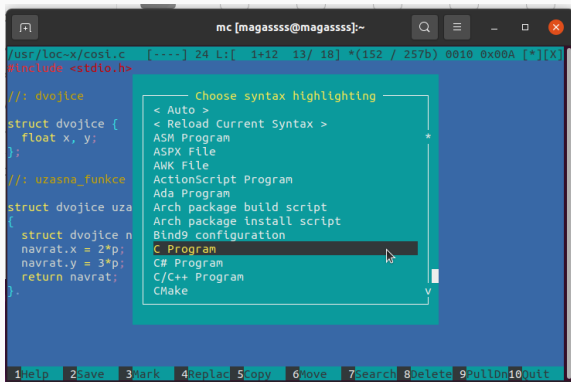 mc [magassss@magassss]:~
/usr/loc~x/cosi.c [----] 24 L:[ 1+12 13/ 18] *(152 / 257b) 0010 0x00A [*][X]
#include <stdio.h>
//: dvojice
struct dvojice {
float x, y;
};
//: uzasna_funkce
struct dvojice uza
{
struct dvojice n
navrat.x = 2*p;
navrat.y = 3*p;
return navrat;
}.
Choose syntax highlighting
< Auto >
< Reload Current Syntax >
ASM Program
ASPX File
AWK File
ActionScript Program
Ada Program
Arch package build script
Arch package install script
Bind9 configuration
C Program
C# Program
C/C++ Program
CMake
1Help 2Save 3Mark 4Replac 5Copy 6Move 7Search 8Delete 9PullDn 10Quit